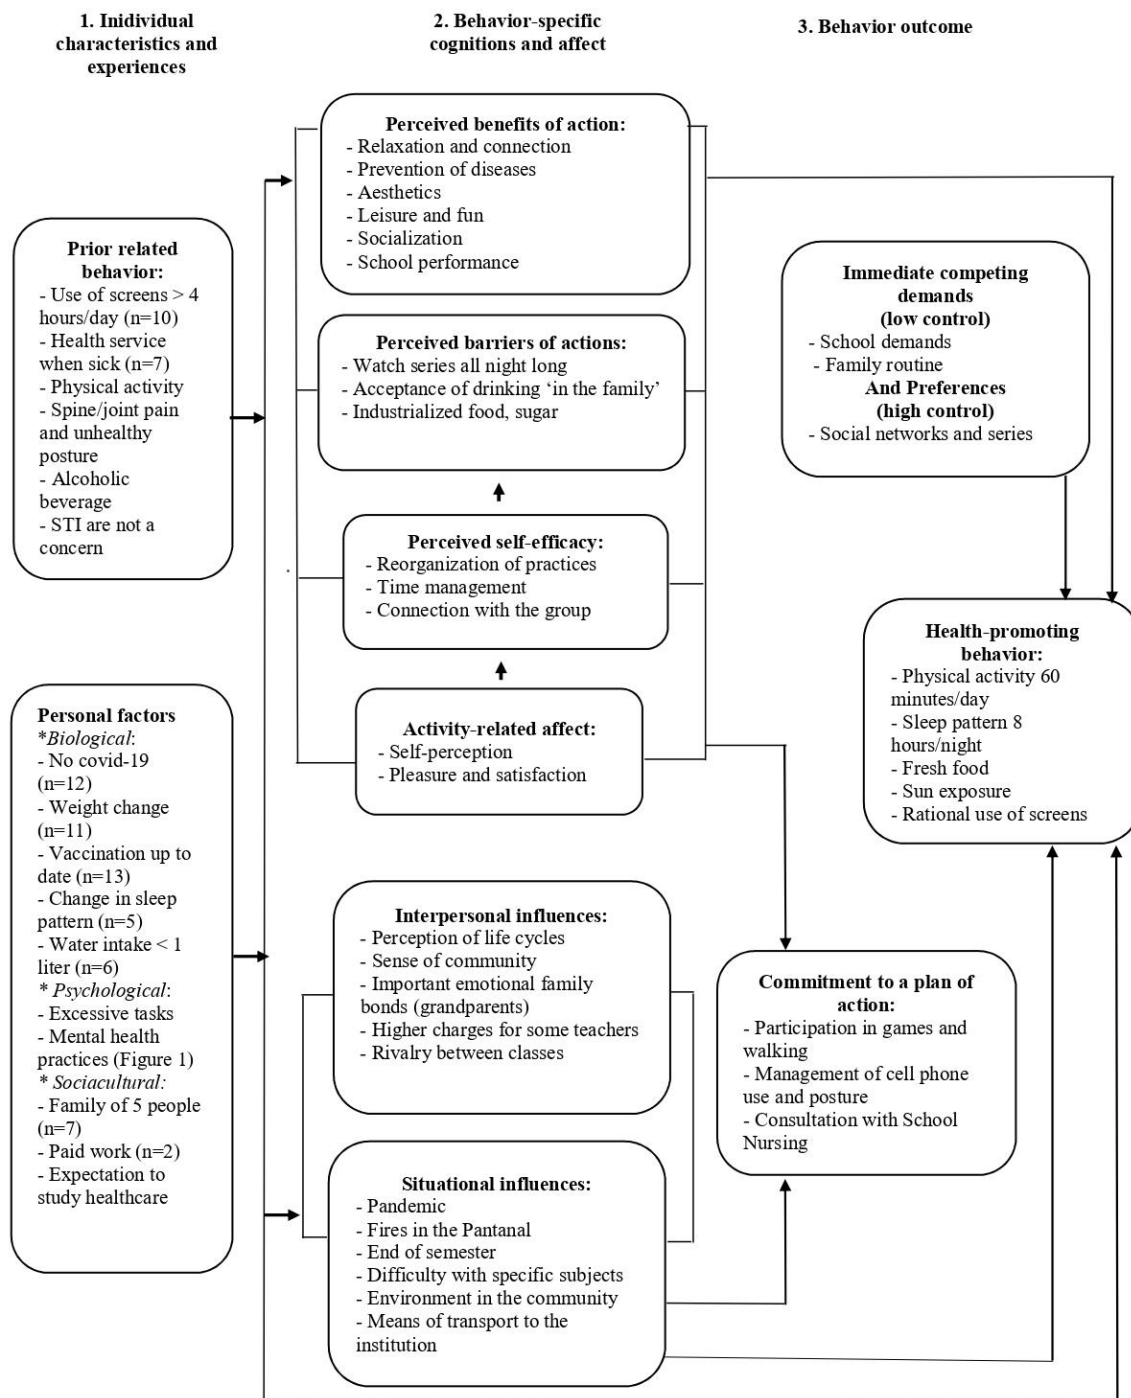 1. Inidividual
characteristics and
experiences
2. Behavior-specific
cognitions and affect
3. Behavior outcome
Prior related
behavior:
- Use of screens > 4
hours/day (n=10)
- Health service
when sick (n=7)
- Physical activity
- Spine/joint pain
and unhealthy
posture
- Alcoholic
beverage
- STI are not a
concern
Personal factors
*Biological:
- No covid-19
(n=12)
- Weight change
(n=11)
- Vaccination up to
date (n=13)
- Change in sleep
pattern (n=5)
- Water intake < 1
liter (n=6)
* Psychological:
- Excessive tasks
- Mental health
practices (Figure 1)
* Sociacultural:
- Family of 5 people
(n=7)
- Paid work (n=2)
- Expectation to
study healthcare
Perceived benefits of action:
- Relaxation and connection
- Prevention of diseases
- Aesthetics
- Leisure and fun
- Socialization
- School performance
Perceived barriers of actions:
- Watch series all night long
- Acceptance of drinking ‘in the family’
- Industrialized food, sugar
Perceived self-efficacy:
- Reorganization of practices
- Time management
- Connection with the group
Activity-related affect:
- Self-perception
- Pleasure and satisfaction
Interpersonal influences:
- Perception of life cycles
- Sense of community
- Important emotional family
bonds (grandparents)
- Higher charges for some teachers
- Rivalry between classes
Situational influences:
- Pandemic
- Fires in the Pantanal
- End of semester
- Difficulty with specific subjects
- Environment in the community
- Means of transport to the
institution
Immediate competing
demands
(low control)
- School demands
- Family routine
And Preferences
(high control)
- Social networks and series
Health-promoting
behavior:
- Physical activity 60
minutes/day
- Sleep pattern 8
hours/night
- Fresh food
- Sun exposure
- Rational use of screens
Commitment to a plan of
action:
- Participation in games and
walking
- Management of cell phone
use and posture
- Consultation with School
Nursing